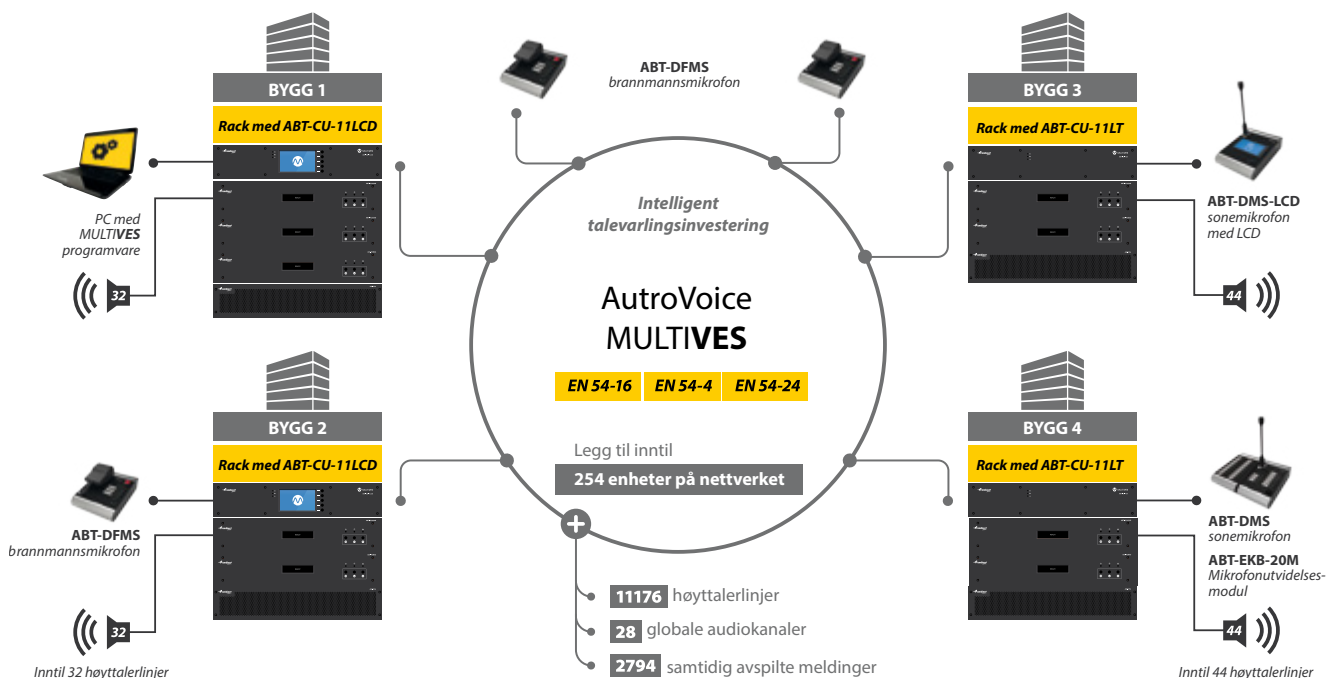 BYGG 1
Rack med ABT-CU-11LCD
PC med
MULTIVES
programvare
32
BYGG 2
Rack med ABT-CU-11LCD
ABT-DFMS
brannmannsmikrofon
32
Inntil 32 høyttalerlinjer
ABT-DFMS
brannmannsmikrofon
Intelligent
talevarlingsinvestering
AutroVoice
MULTIVES
EN 54-16 EN 54-4 EN 54-24
Legg til inntil
254 enheter på nettverket
+
11176 høyttalerlinjer
28 globale audiokanaler
2794 samtidig avspilte meldinger
BYGG 3
Rack med ABT-CU-11LT
ABT-DMS-LCD
sonemikrofon
med LCD
44
BYGG 4
Rack med ABT-CU-11LT
ABT-DMS
sonemikrofon
ABT-EKB-20M
Mikrofonutvidelses-
modul
44
Inntil 44 høyttalerlinjer